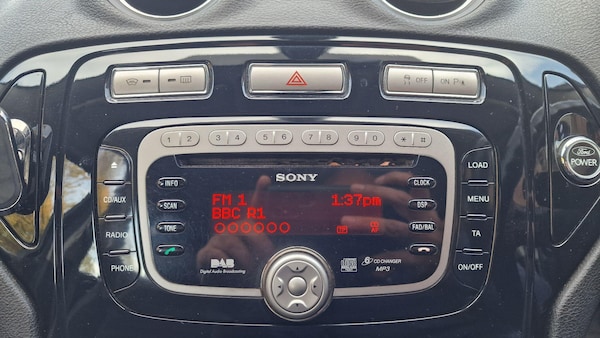 OFF ON
1 2 3 4 5 6 7 8 9 0 * #
SONY
LOAD
Ford
POWER
INFO
CLOCK
CD/AUX
FM 1 1:37pm
MENU
SCAN
DSP
BBC R1
RADIO
TONE
FAD/BAL
TA
PHONE
DAB
Digital Audio Broadcasting
CD CHANGER
MP3
ON/OFF